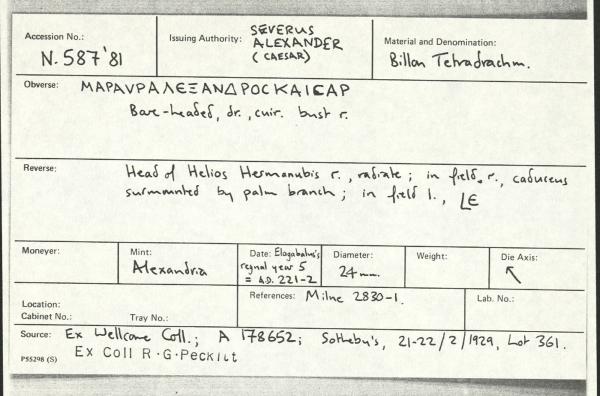 Accession No.: N.587'81
Issuing Authority: SEVERUS
ALEXANDER
(CAESAR)
Material and Denomination:
Billon Tetradrachm.
Obverse: ΜΑΡΑVΡΑΛΕΞΑΝΔΡΟϹΚΑΙϹΑΡ
Bare-headed, dr., cuir. bust r.
Reverse: Head of Helios Hermanubis r., radiate; in field r., caduceus
surmounted by palm branch; in field l., LE
Moneyer:
Mint:
Alexandria
Date: Elagabalus's
regnal year 5
= A.D. 221-2
Diameter:
24mm.
Weight:
Die Axis:
↖
Location:
Cabinet No.: Tray No.:
References: Milne 2830-1.
Lab. No.:
Source: Ex Wellcome Coll.; A 178652; Sotheby's, 21-22/2/1929, Lot 361.
P55298 (S) Ex Coll R.G.Peckitt